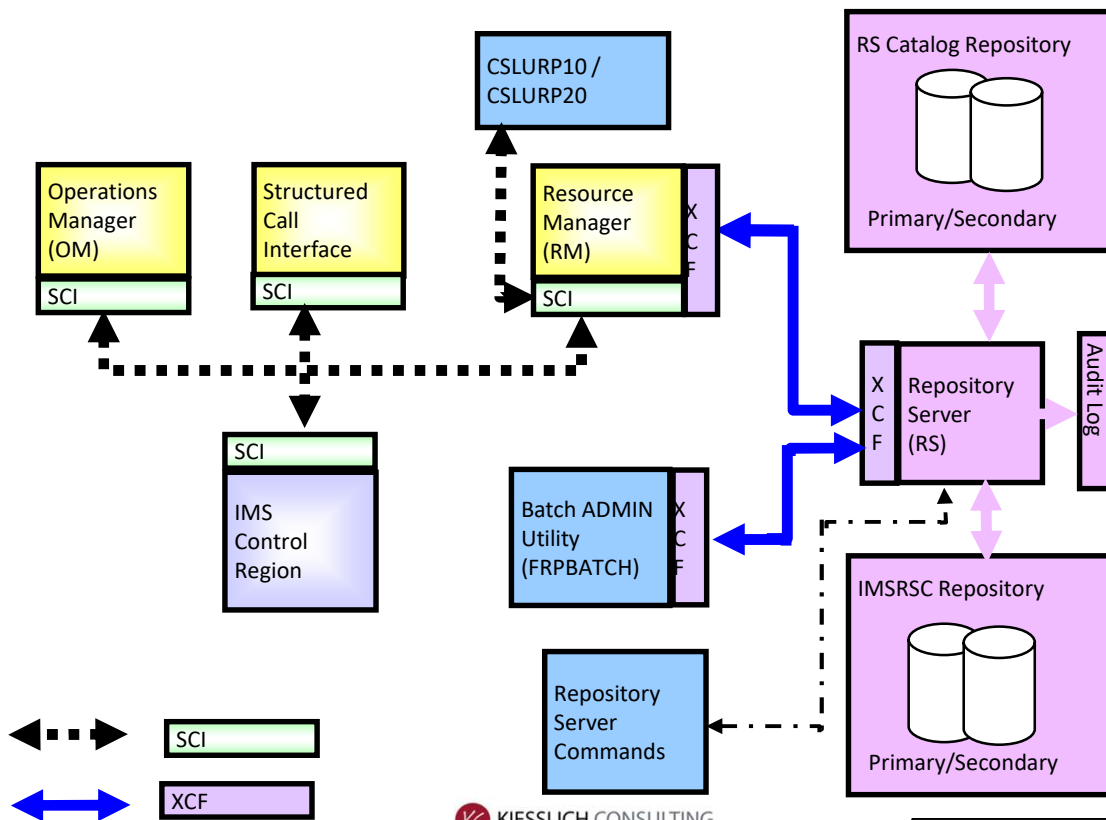 CSLURP10 /
CSLURP20
RS Catalog Repository
Primary/Secondary
Operations
Manager
(OM)
SCI
Structured
Call
Interface
SCI
Resource
Manager
(RM)
SCI
X
C
F
X
C
F
Repository
Server
(RS)
Audit Log
SCI
IMS
Control
Region
Batch ADMIN
Utility
(FRPBATCH)
X
C
F
IMSRSC Repository
Primary/Secondary
Repository
Server
Commands
SCI
XCF
KIESSLICH CONSULTING